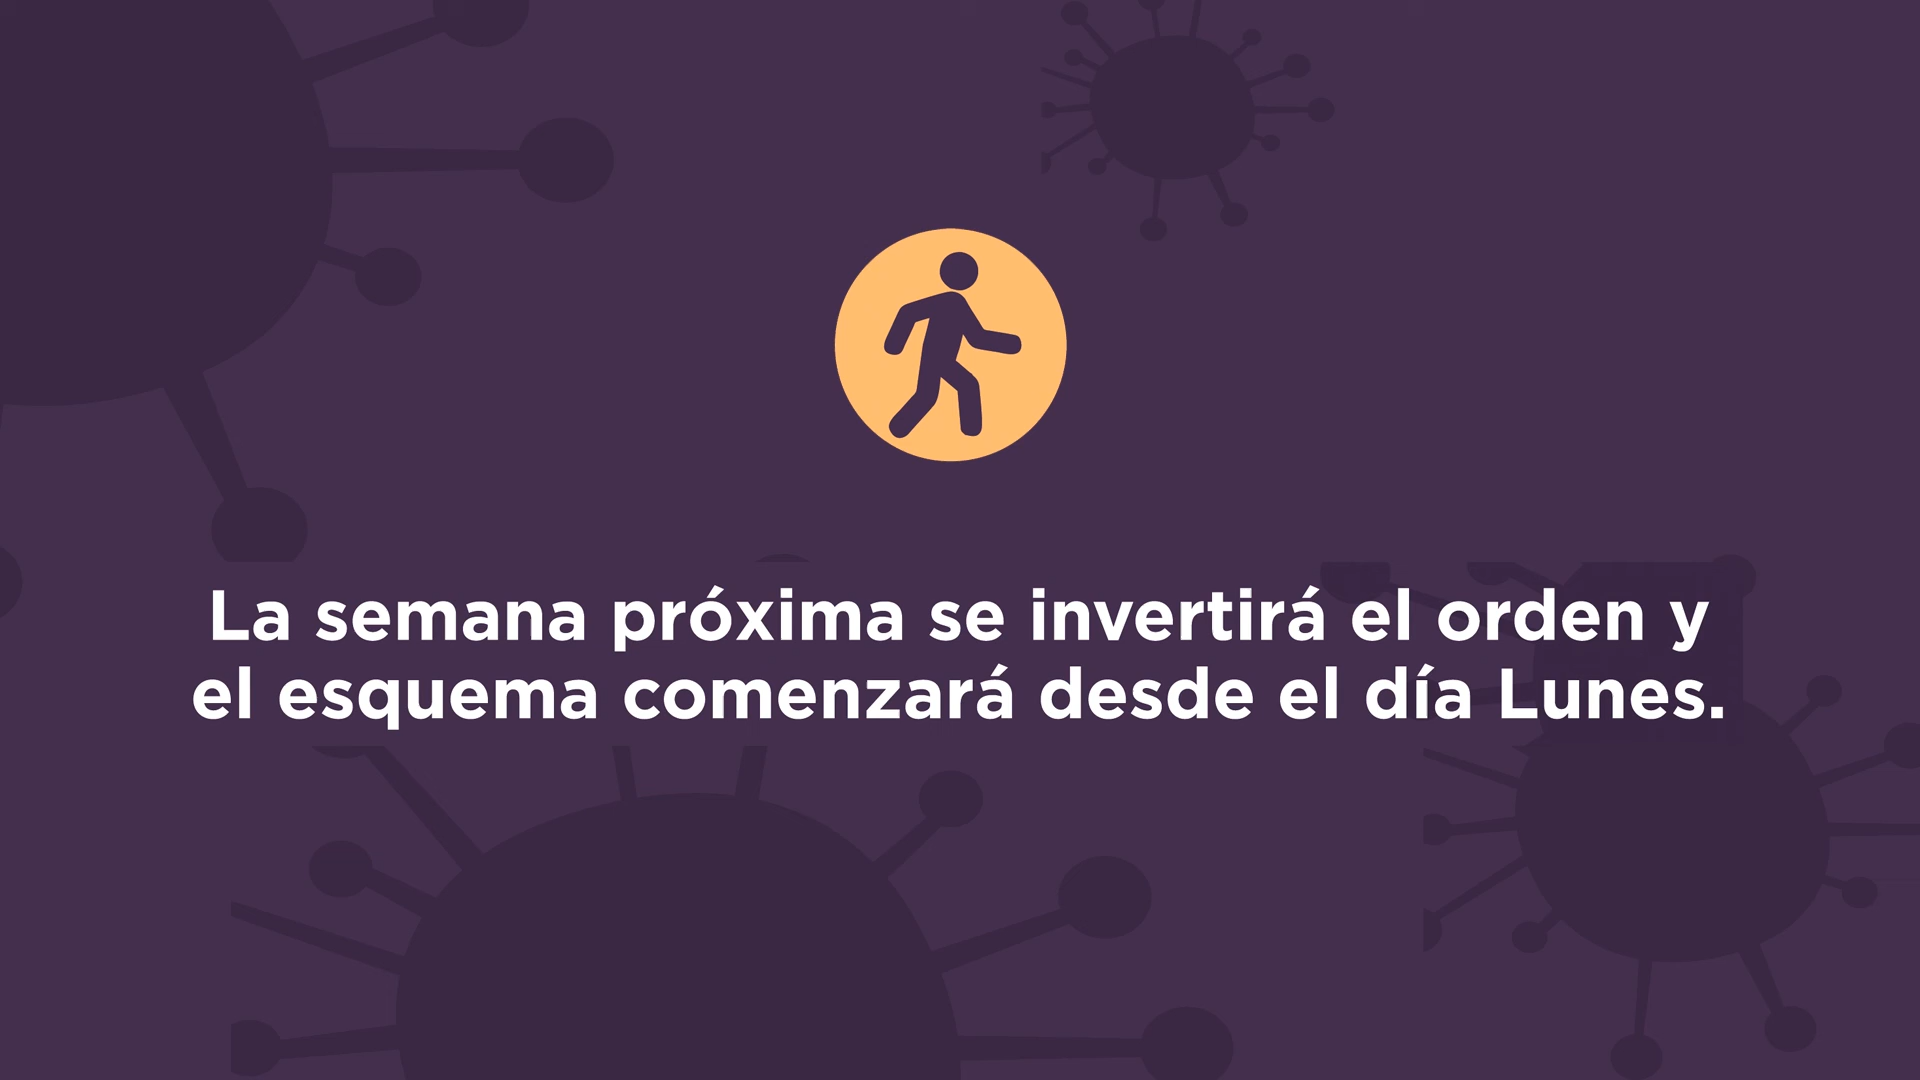 La semana próxima se invertirá el orden y
el esquema comenzará desde el día Lunes.